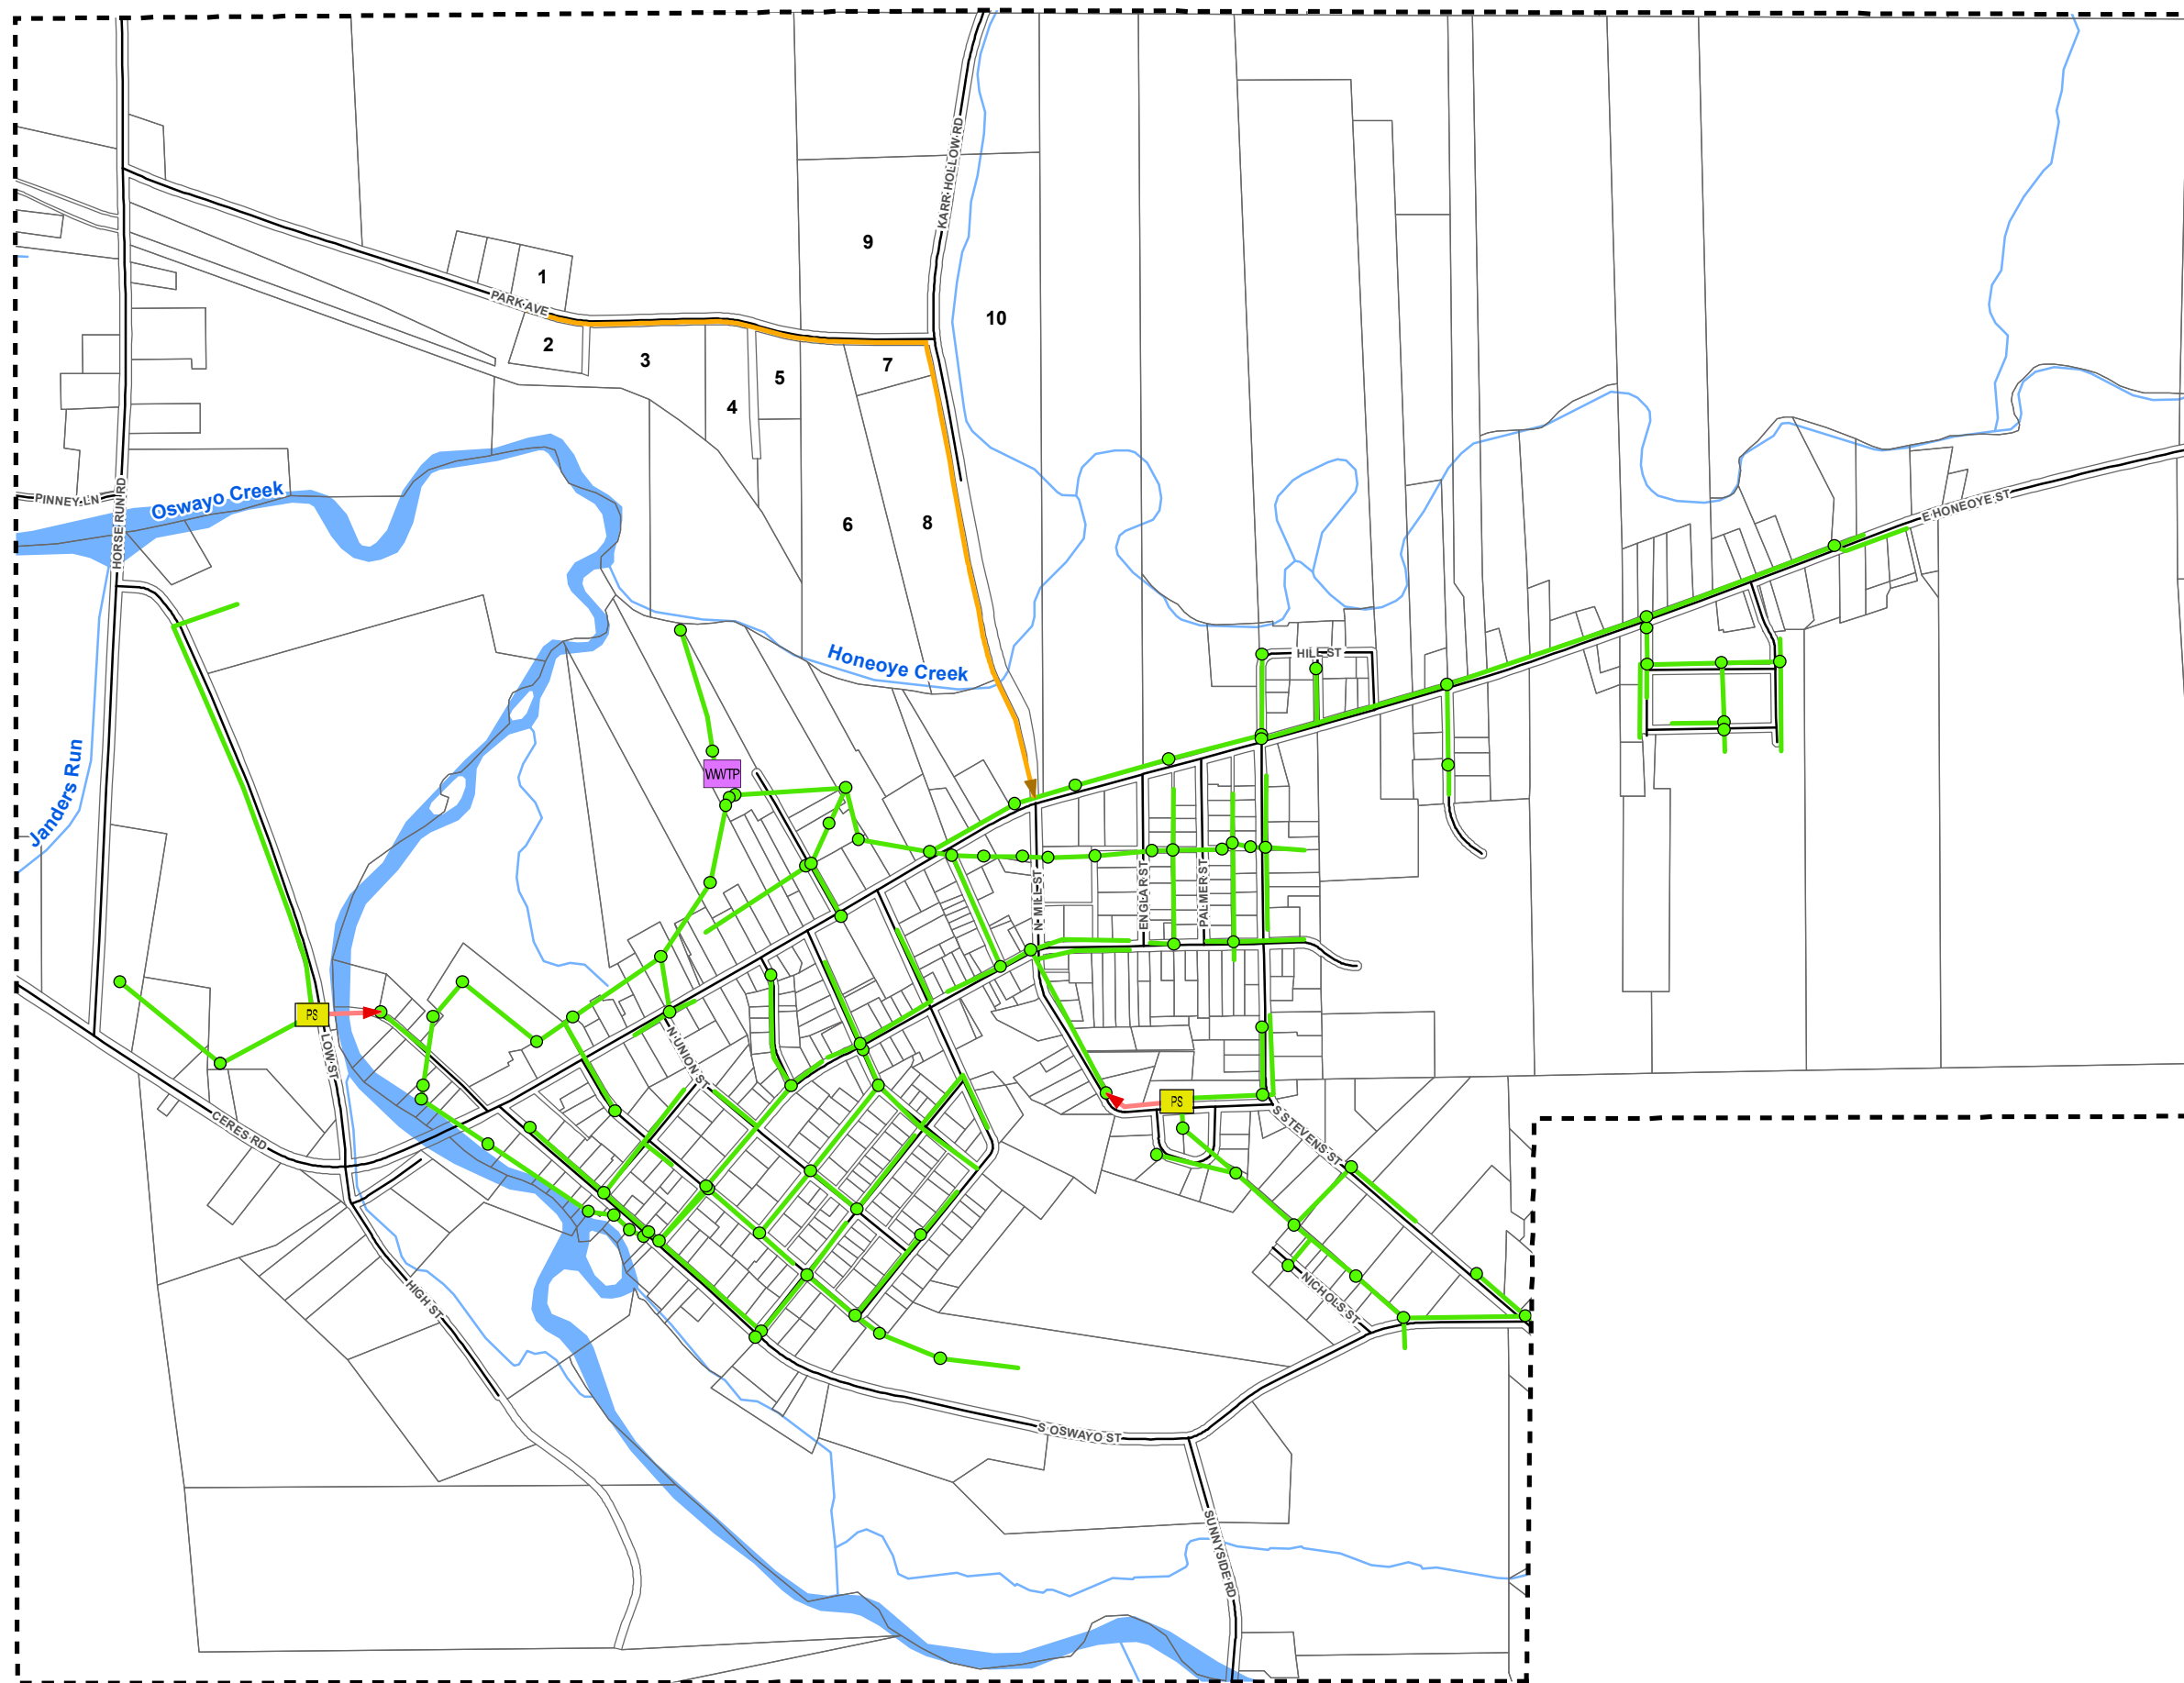 KARR HOLLOW RD
9
1
PARK AVE
10
2
3
7
5
4
PINNEY LN
HORSE RUN RD
Oswayo Creek
E HONEOYE ST
6
8
Honeoye Creek
HILL ST
Janders Run
WWTP
N MILL ST
ENGLAR ST
PALMER ST
PS
LOW ST
N UNION ST
CERES RD
PS
S STEVENS ST
NICHOLS ST
HIGH ST
S OSWAYO ST
SUNNYSIDE RD